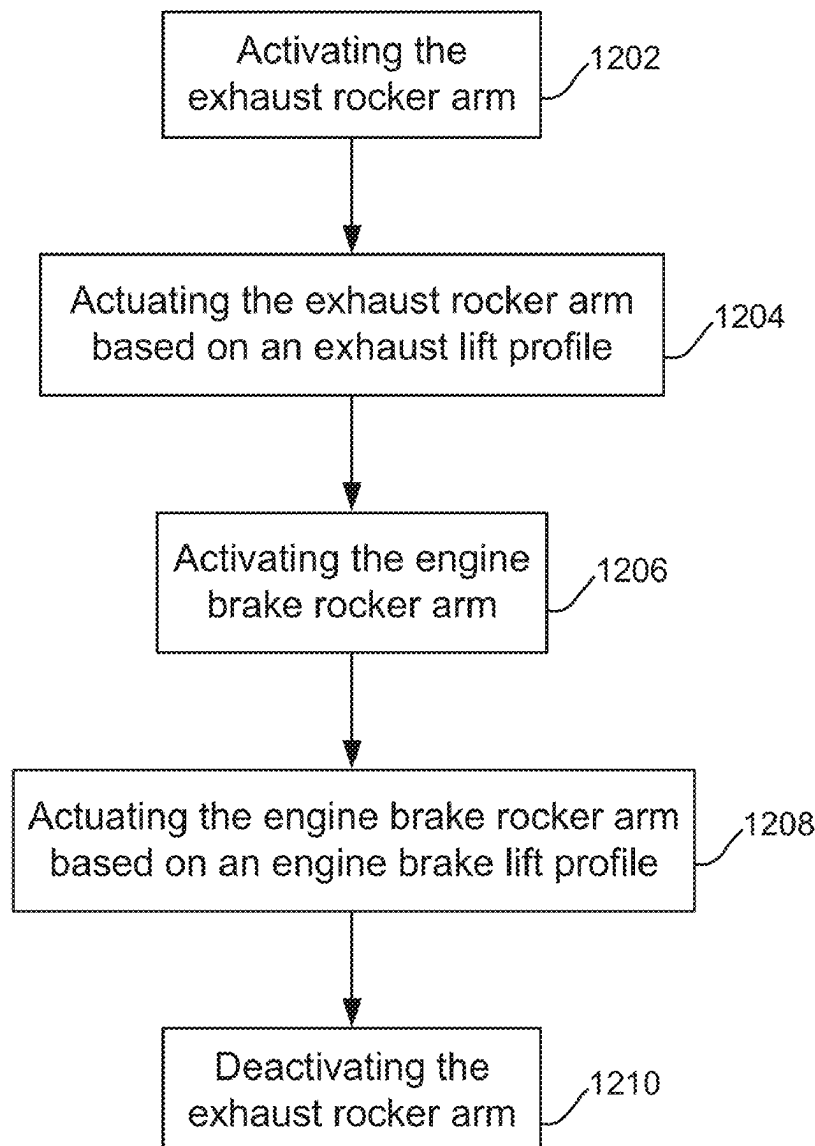 Activating the
exhaust rocker arm
1202
Actuating the exhaust rocker arm
based on an exhaust lift profile
1204
Activating the engine
brake rocker arm
1206
Actuating the engine brake rocker arm
based on an engine brake lift profile
1208
Deactivating the
exhaust rocker arm
1210